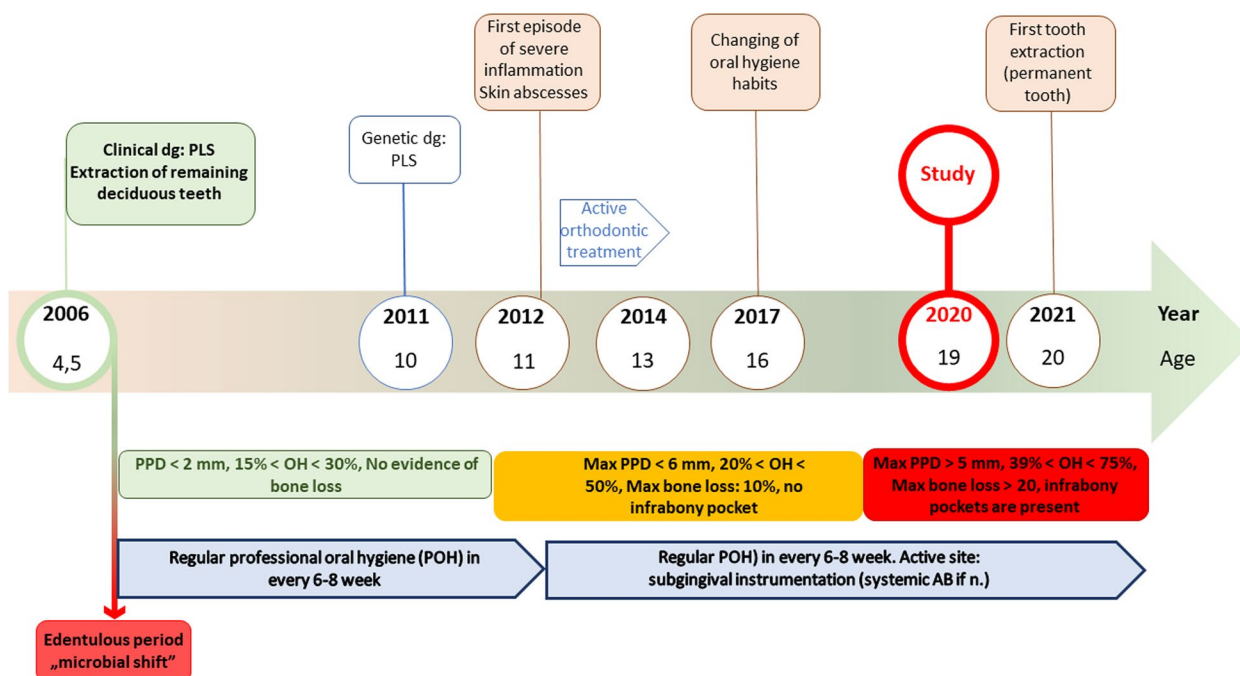 First episode
of severe
inflammation
Skin abscesses
Changing of
oral hygiene
habits
First tooth
extraction
(permanent
tooth)
Clinical dg: PLS
Extraction of remaining
deciduous teeth
Genetic dg:
PLS
Study
Active
orthodontic
treatment
2006
4,5
2011
10
2012
11
2014
13
2017
16
2020
19
2021
20
Year
Age
PPD < 2 mm, 15% < OH < 30%, No evidence of
bone loss
Max PPD < 6 mm, 20% < OH <
50%, Max bone loss: 10%, no
infrabony pocket
Max PPD > 5 mm, 39% < OH < 75%,
Max bone loss > 20, infrabony
pockets are present
Regular professional oral hygiene (POH) in
every 6-8 week
Regular POH) in every 6-8 week. Active site:
subgingival instrumentation (systemic AB if n.)
Edentulous period
„microbial shift”